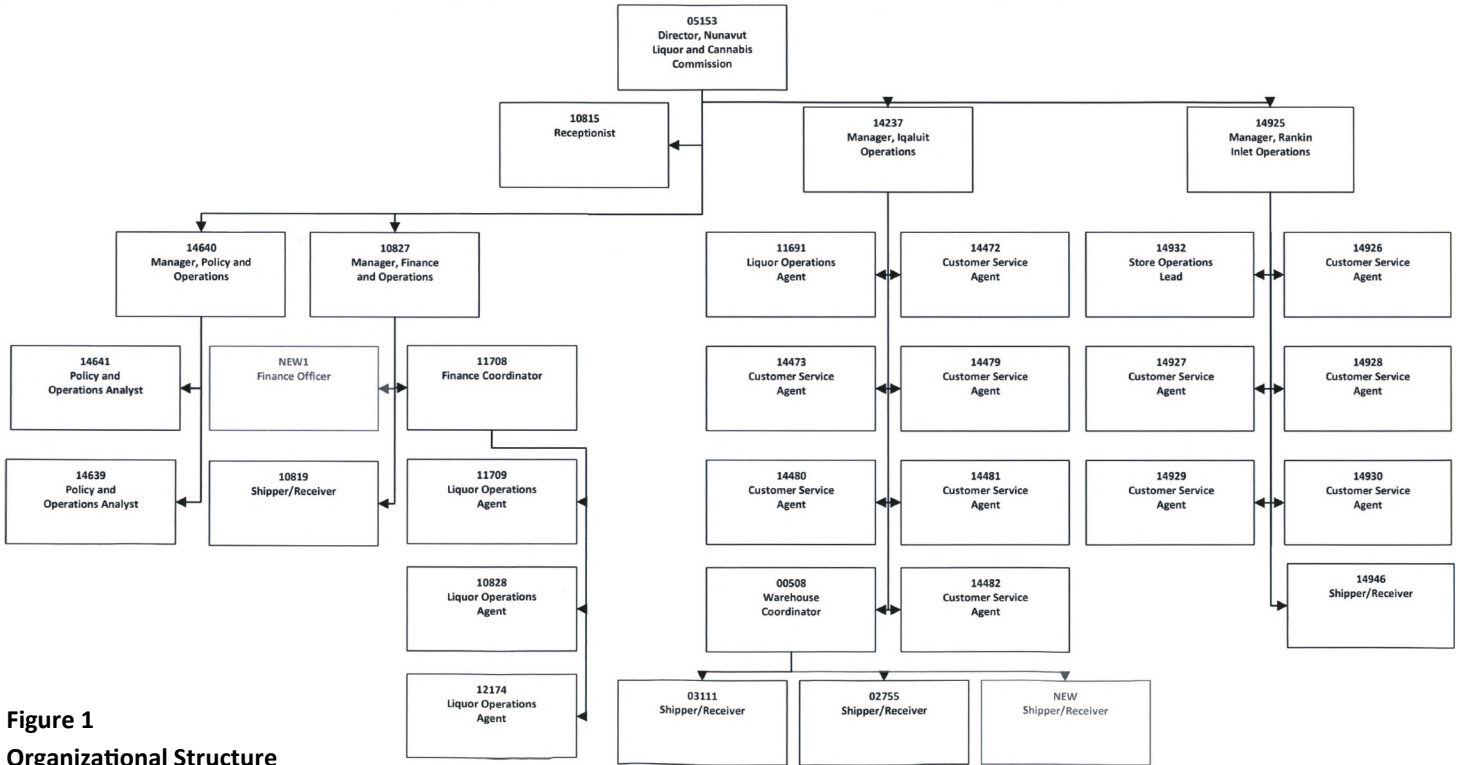 05153
Director, Nunavut
Liquor and Cannabis
Commission
10815
Receptionist
14237
Manager, Iqaluit
Operations
14925
Manager, Rankin
Inlet Operations
14640
Manager, Policy and
Operations
10827
Manager, Finance
and Operations
11691
Liquor Operations
Agent
14472
Customer Service
Agent
14932
Store Operations
Lead
14926
Customer Service
Agent
14641
Policy and
Operations Analyst
NEW1
Finance Officer
11708
Finance Coordinator
14473
Customer Service
Agent
14479
Customer Service
Agent
14927
Customer Service
Agent
14928
Customer Service
Agent
14639
Policy and
Operations Analyst
10819
Shipper/Receiver
11709
Liquor Operations
Agent
14480
Customer Service
Agent
14481
Customer Service
Agent
14929
Customer Service
Agent
14930
Customer Service
Agent
10828
Liquor Operations
Agent
00508
Warehouse
Coordinator
14482
Customer Service
Agent
14946
Shipper/Receiver
12174
Liquor Operations
Agent
03111
Shipper/Receiver
02755
Shipper/Receiver
NEW
Shipper/Receiver
Figure 1
Organizational Structure